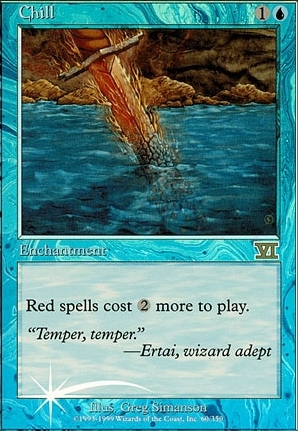 Chill 1
Enchantment VI
Red spells cost 2 more to play.
“Temper, temper.”
—Ertai, wizard adept
Illus. Greg Simanson
©1993-1999 Wizards of the Coast, Inc. 60/350